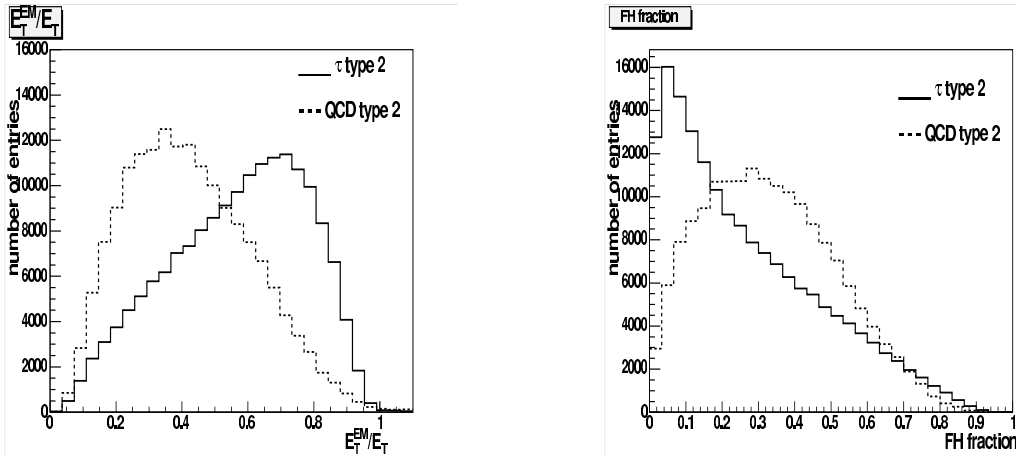 E_T^EM/E_T
number of entries
16000
14000
12000
10000
8000
6000
4000
2000
0
τ type 2
QCD type 2
0 0.2 0.4 0.6 0.8 1
E_T^EM/E_T
FH fraction
number of entries
16000
14000
12000
10000
8000
6000
4000
2000
0
τ type 2
QCD type 2
0 0.1 0.2 0.3 0.4 0.5 0.6 0.7 0.8 0.9 1
FH fraction